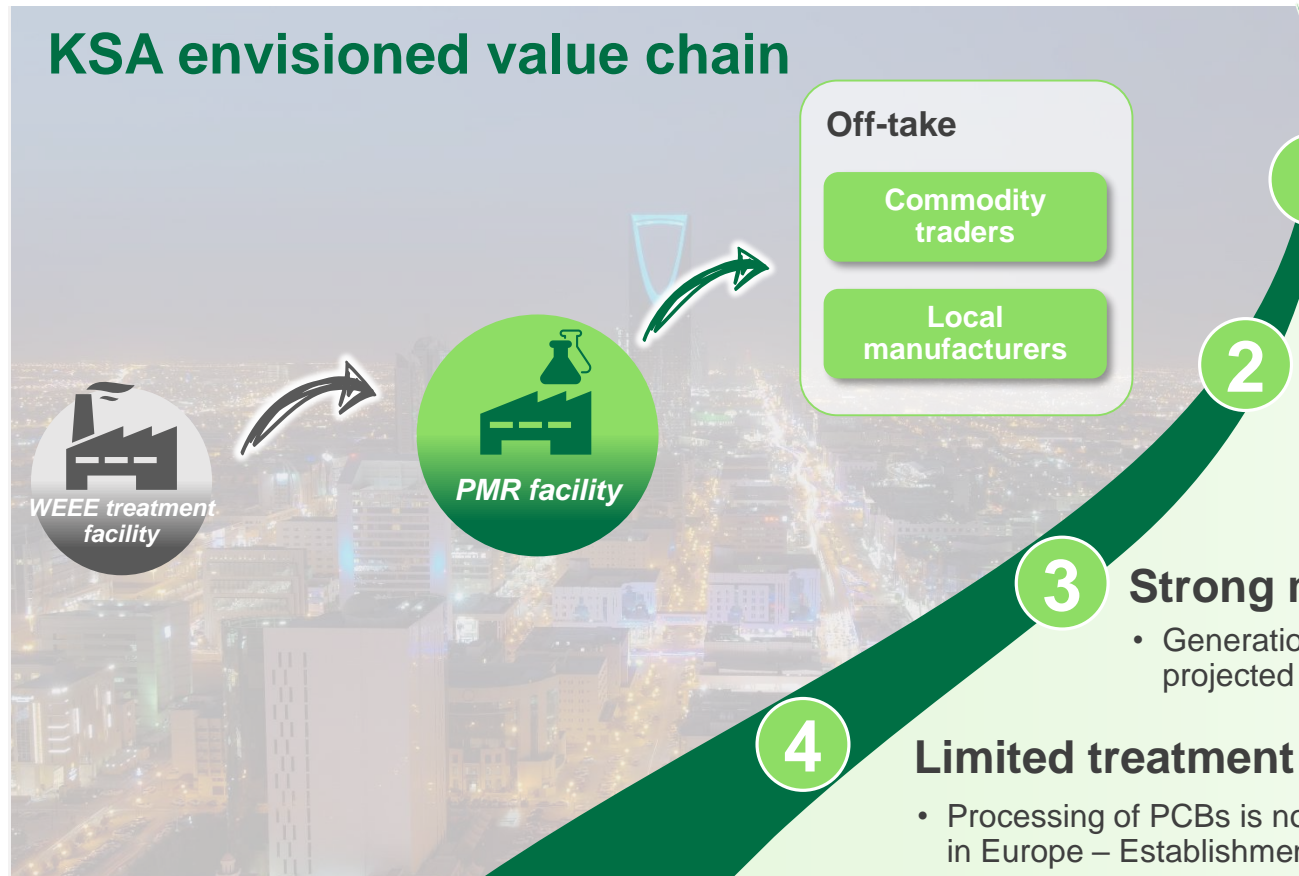 KSA envisioned value chain
Off-take
Commodity
traders
Local
manufacturers
WEEE treatment
facility
PMR facility
2
3
Strong
• Generatio
projected
4
Limited treatment
• Processing of PCBs is
in Europe – Establishmen